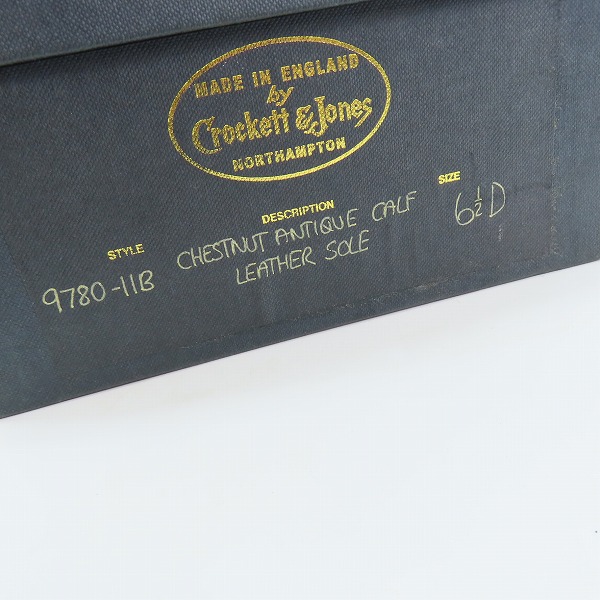 MADE IN ENGLAND
by
Crockett & Jones
NORTHAMPTON
STYLE DESCRIPTION SIZE
9780-11B CHESTNUT ANTIQUE CALF 6½D
LEATHER SOLE